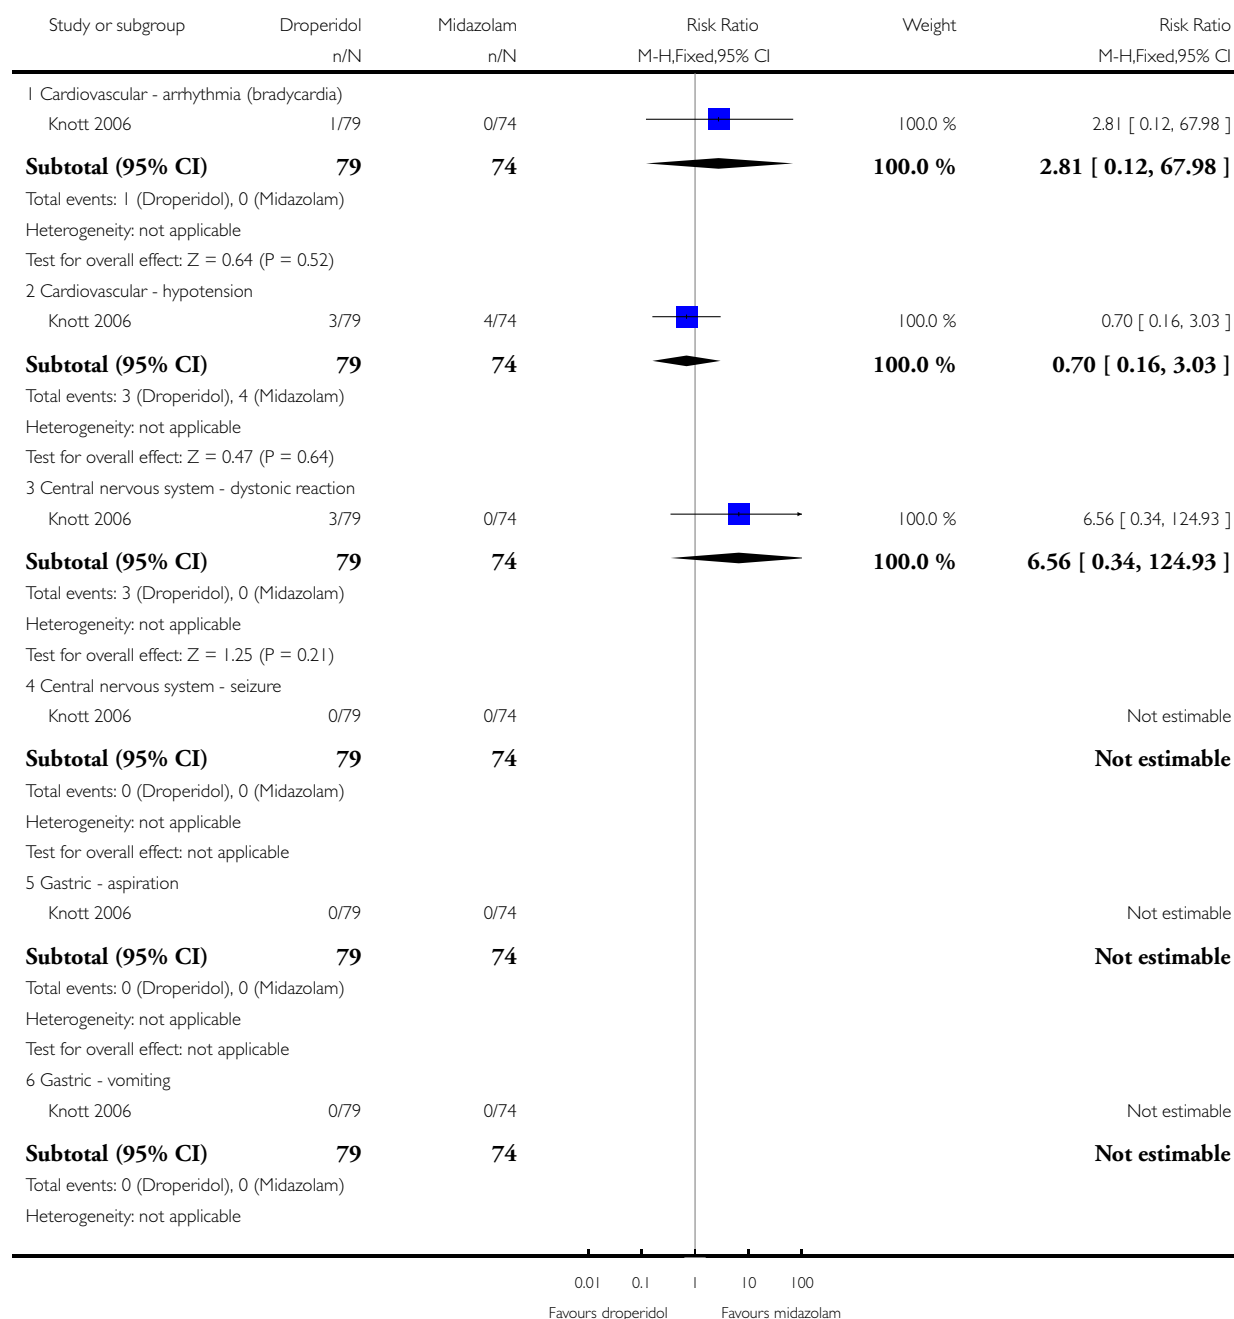 Study or subgroup Droperidol Midazolam Risk Ratio Weight Risk Ratio
n/N n/N M-H,Fixed,95% CI M-H,Fixed,95% CI
1 Cardiovascular - arrhythmia (bradycardia)
Knott 2006 1/79 0/74 100.0 % 2.81 [ 0.12, 67.98 ]
Subtotal (95% CI) 79 74 100.0 % 2.81 [ 0.12, 67.98 ]
Total events: 1 (Droperidol), 0 (Midazolam)
Heterogeneity: not applicable
Test for overall effect: Z = 0.64 (P = 0.52)
2 Cardiovascular - hypotension
Knott 2006 3/79 4/74 100.0 % 0.70 [ 0.16, 3.03 ]
Subtotal (95% CI) 79 74 100.0 % 0.70 [ 0.16, 3.03 ]
Total events: 3 (Droperidol), 4 (Midazolam)
Heterogeneity: not applicable
Test for overall effect: Z = 0.47 (P = 0.64)
3 Central nervous system - dystonic reaction
Knott 2006 3/79 0/74 100.0 % 6.56 [ 0.34, 124.93 ]
Subtotal (95% CI) 79 74 100.0 % 6.56 [ 0.34, 124.93 ]
Total events: 3 (Droperidol), 0 (Midazolam)
Heterogeneity: not applicable
Test for overall effect: Z = 1.25 (P = 0.21)
4 Central nervous system - seizure
Knott 2006 0/79 0/74 Not estimable
Subtotal (95% CI) 79 74 Not estimable
Total events: 0 (Droperidol), 0 (Midazolam)
Heterogeneity: not applicable
Test for overall effect: not applicable
5 Gastric - aspiration
Knott 2006 0/79 0/74 Not estimable
Subtotal (95% CI) 79 74 Not estimable
Total events: 0 (Droperidol), 0 (Midazolam)
Heterogeneity: not applicable
Test for overall effect: not applicable
6 Gastric - vomiting
Knott 2006 0/79 0/74 Not estimable
Subtotal (95% CI) 79 74 Not estimable
Total events: 0 (Droperidol), 0 (Midazolam)
Heterogeneity: not applicable
0.01 0.1 1 10 100
Favours droperidol Favours midazolam